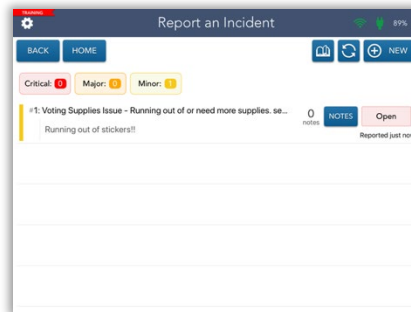 TRAINING
Report an Incident 89%
BACK HOME NEW
Critical: 0 Major: 0 Minor: 1
#1: Voting Supplies Issue - Running out of or need more supplies. se... 0 notes NOTES Open
Running out of stickers!!
Reported just now